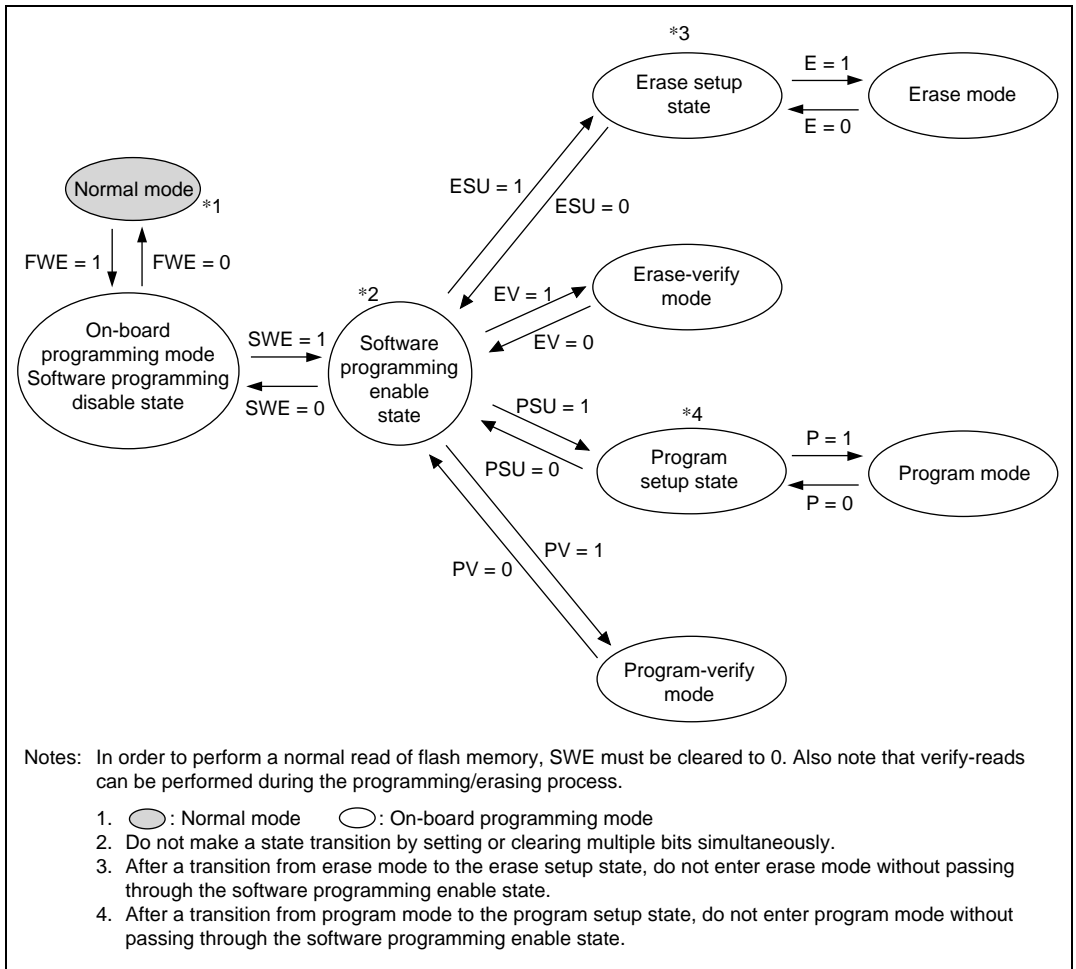 *3
Erase setup
state
E = 1
E = 0
Erase mode
Normal mode
*1
FWE = 1
FWE = 0
ESU = 1
ESU = 0
On-board
programming mode
Software programming
disable state
SWE = 1
SWE = 0
*2
Software
programming
enable
state
EV = 1
EV = 0
Erase-verify
mode
PSU = 1
PSU = 0
*4
Program
setup state
P = 1
P = 0
Program mode
PV = 1
PV = 0
Program-verify
mode
Notes: In order to perform a normal read of flash memory, SWE must be cleared to 0. Also note that verify-reads
can be performed during the programming/erasing process.
1. : Normal mode : On-board programming mode
2. Do not make a state transition by setting or clearing multiple bits simultaneously.
3. After a transition from erase mode to the erase setup state, do not enter erase mode without passing
through the software programming enable state.
4. After a transition from program mode to the program setup state, do not enter program mode without
passing through the software programming enable state.